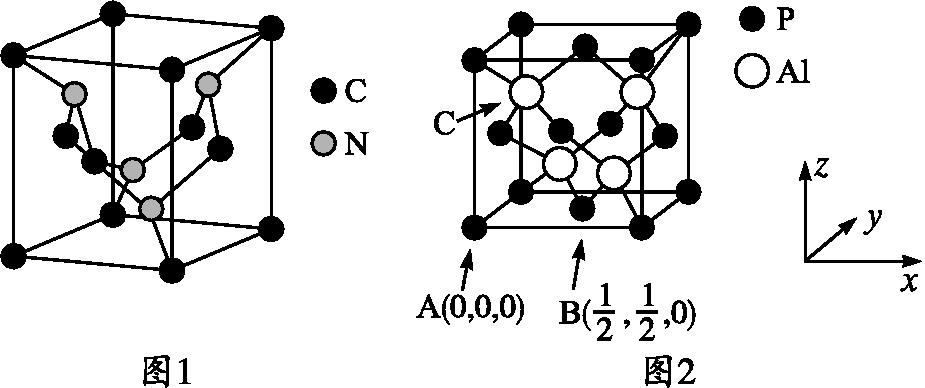 C
N
P
Al
C
A(0,0,0)
B(1/2,1/2,0)
z
y
x
图1
图2